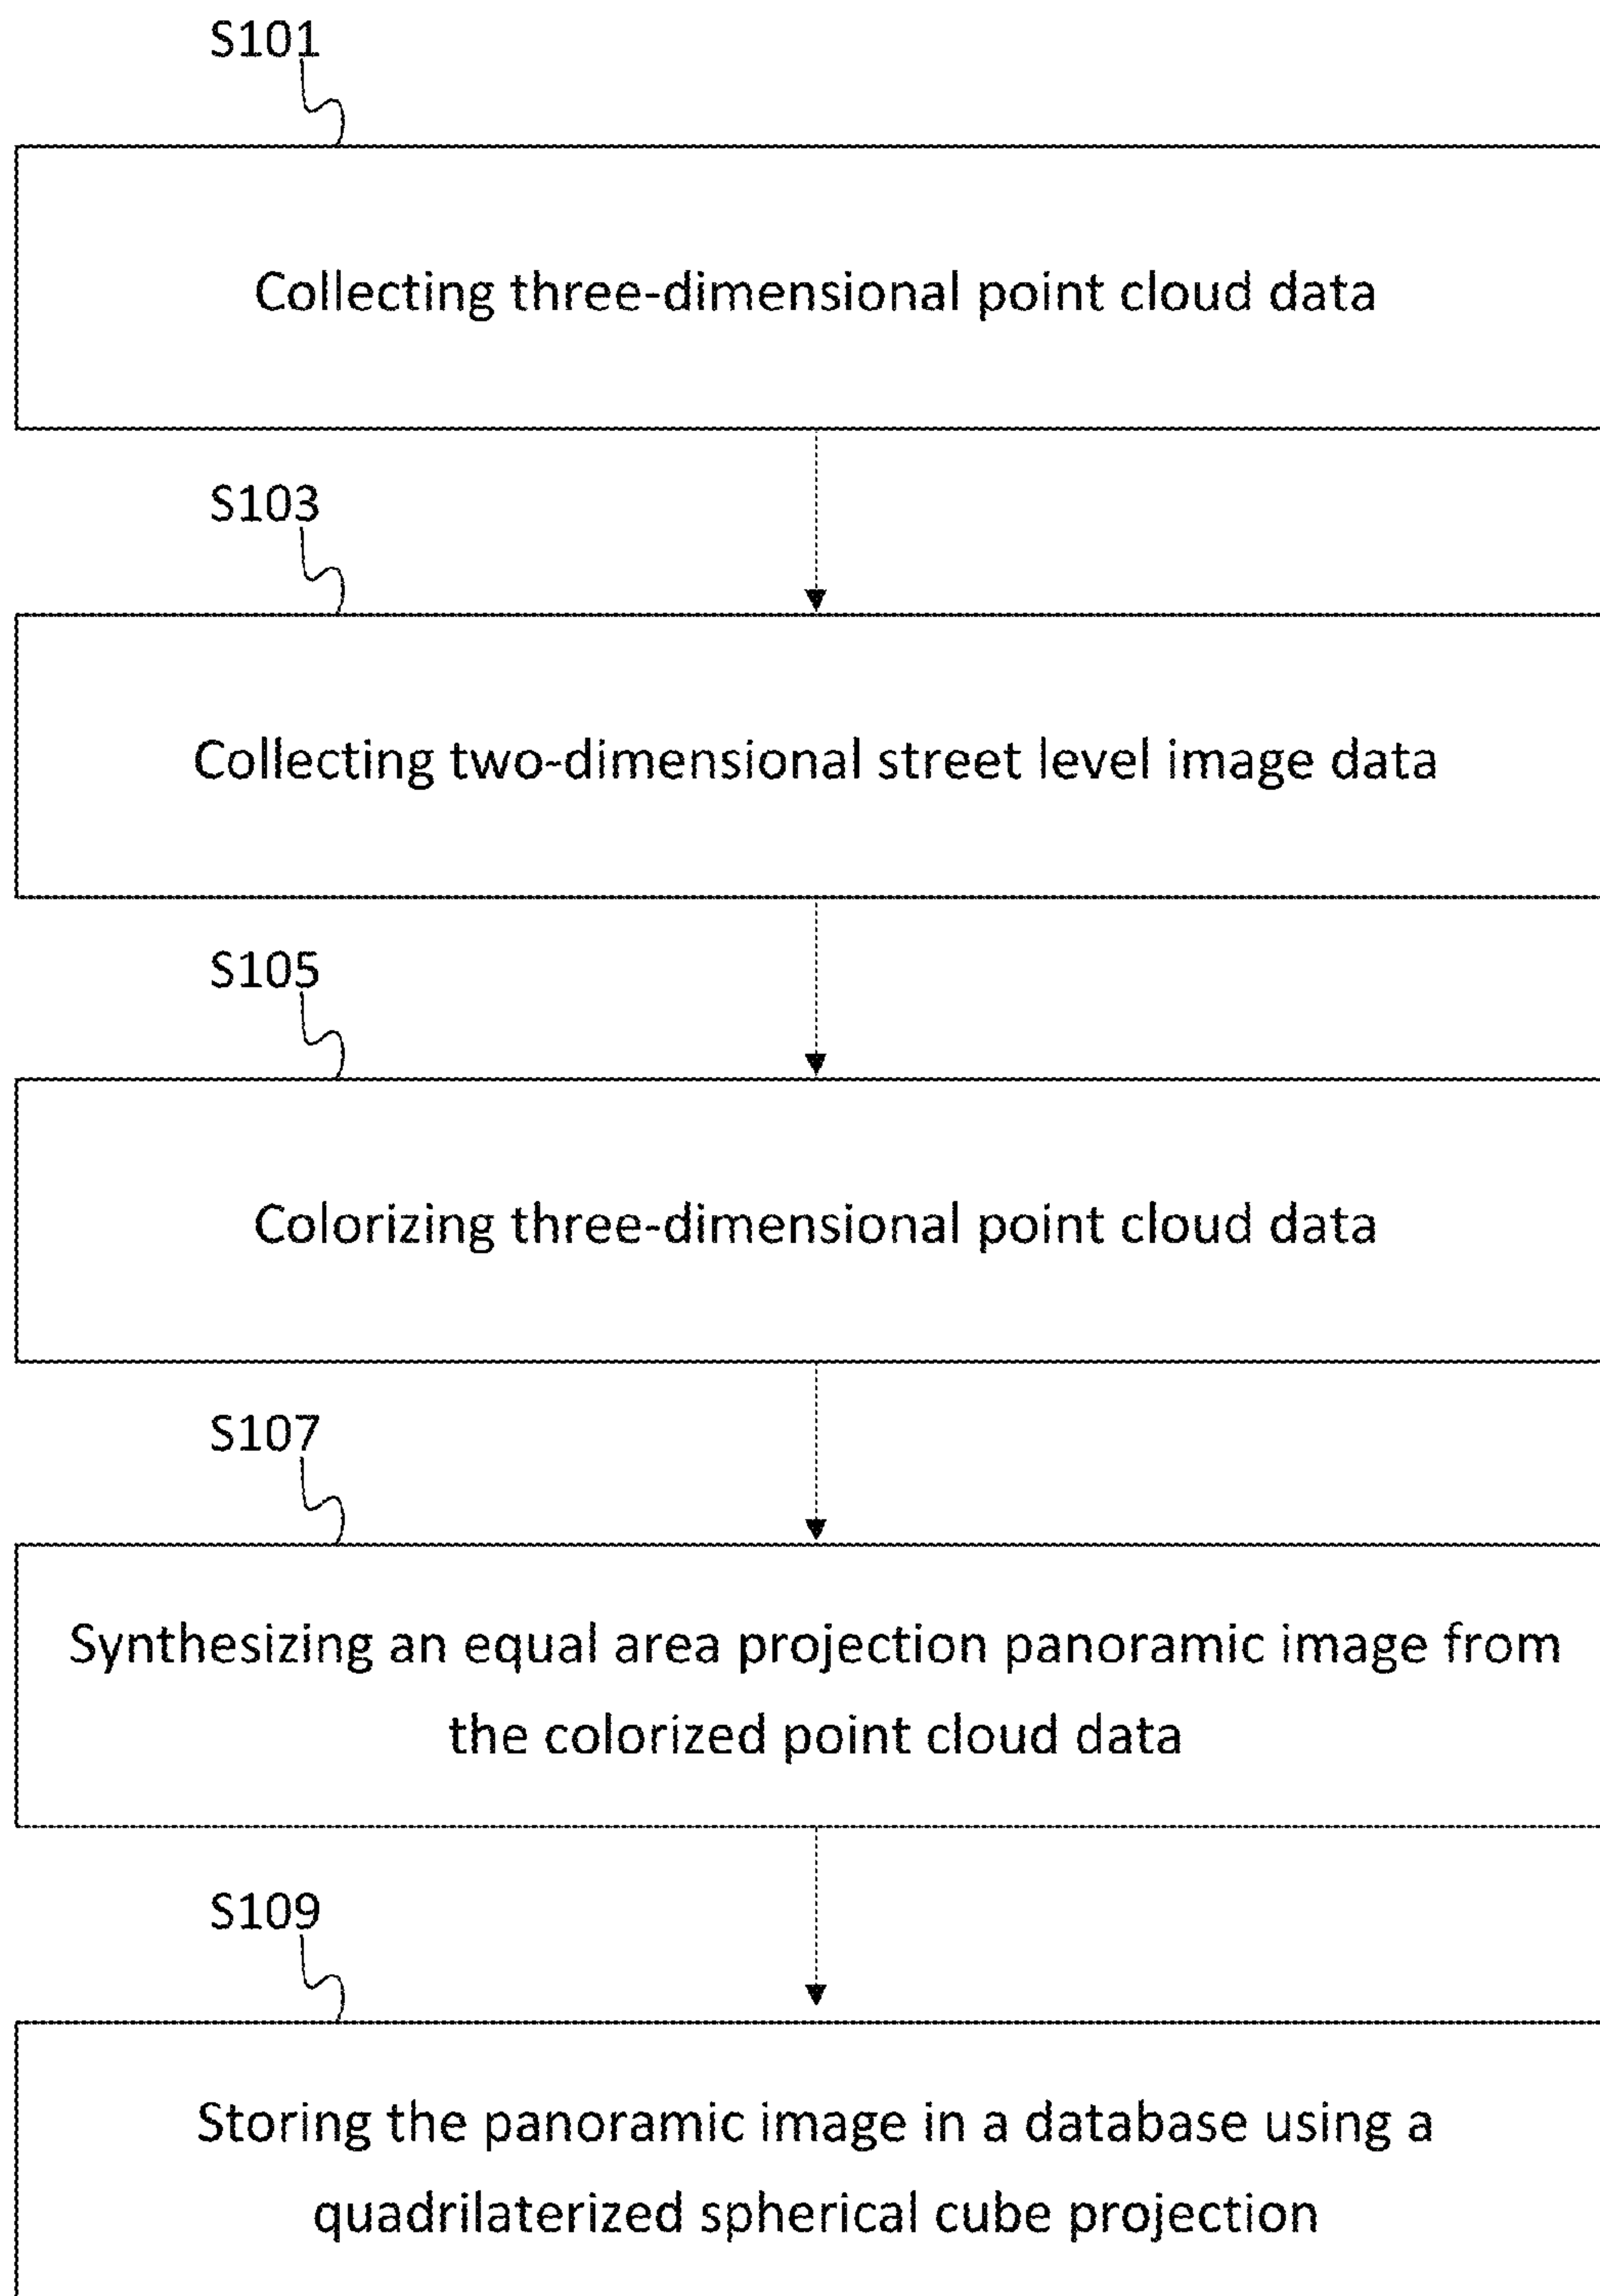 S101
Collecting three-dimensional point cloud data
S103
Collecting two-dimensional street level image data
S105
Colorizing three-dimensional point cloud data
S107
Synthesizing an equal area projection panoramic image from
the colorized point cloud data
S109
Storing the panoramic image in a database using a
quadrilaterized spherical cube projection